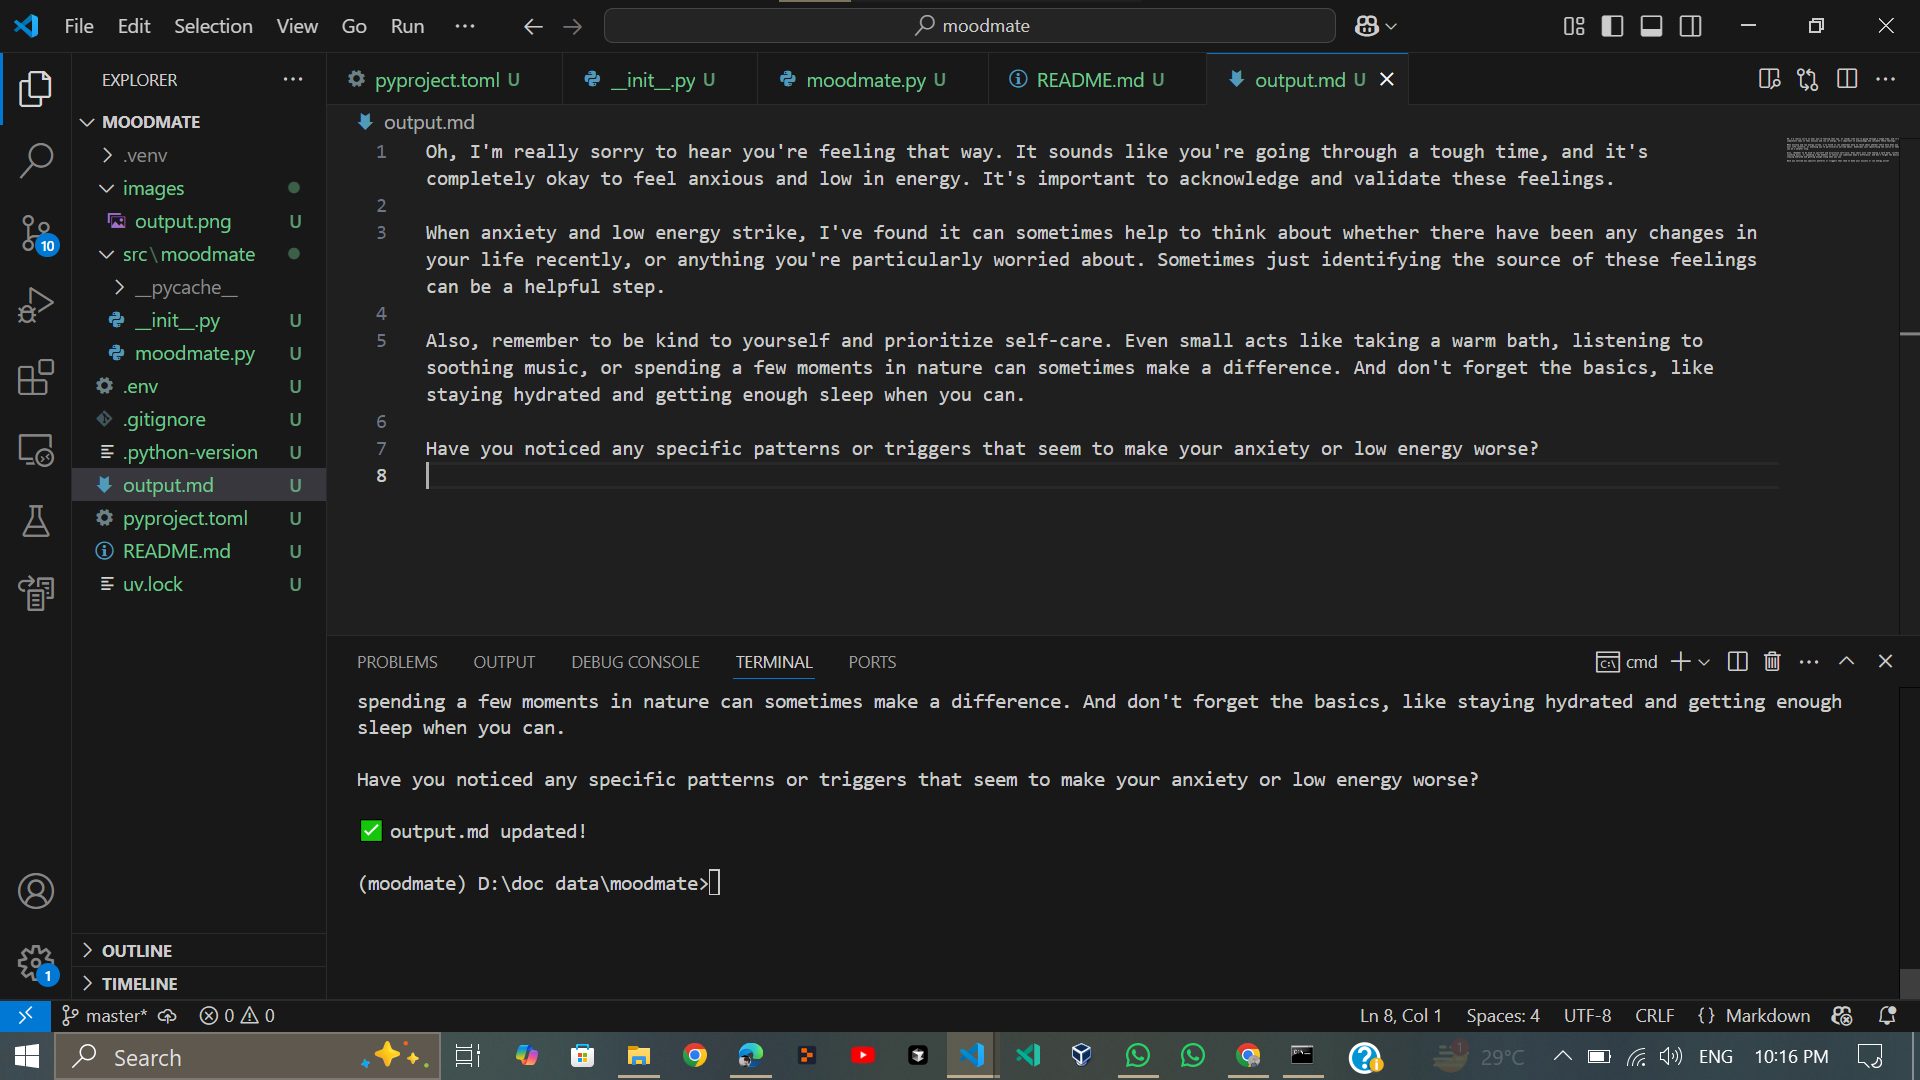 File Edit Selection View Go Run ···
moodmate
EXPLORER ···
MOODMATE
.venv
images
output.png U
src\moodmate
__pycache__
__init__.py U
moodmate.py U
.env U
.gitignore U
.python-version U
output.md U
pyproject.toml U
README.md U
uv.lock U
OUTLINE
TIMELINE
10
1
pyproject.toml U __init__.py U moodmate.py U README.md U output.md U
output.md
1 Oh, I'm really sorry to hear you're feeling that way. It sounds like you're going through a tough time, and it's
completely okay to feel anxious and low in energy. It's important to acknowledge and validate these feelings.
2
3 When anxiety and low energy strike, I've found it can sometimes help to think about whether there have been any changes in
your life recently, or anything you're particularly worried about. Sometimes just identifying the source of these feelings
can be a helpful step.
4
5 Also, remember to be kind to yourself and prioritize self-care. Even small acts like taking a warm bath, listening to
soothing music, or spending a few moments in nature can sometimes make a difference. And don't forget the basics, like
staying hydrated and getting enough sleep when you can.
6
7 Have you noticed any specific patterns or triggers that seem to make your anxiety or low energy worse?
8
PROBLEMS OUTPUT DEBUG CONSOLE TERMINAL PORTS
cmd
spending a few moments in nature can sometimes make a difference. And don't forget the basics, like staying hydrated and getting enough
sleep when you can.
Have you noticed any specific patterns or triggers that seem to make your anxiety or low energy worse?
✅ output.md updated!
(moodmate) D:\doc data\moodmate>
master* 0 0 Ln 8, Col 1 Spaces: 4 UTF-8 CRLF {} Markdown
Search 1 29°C ENG 10:16 PM